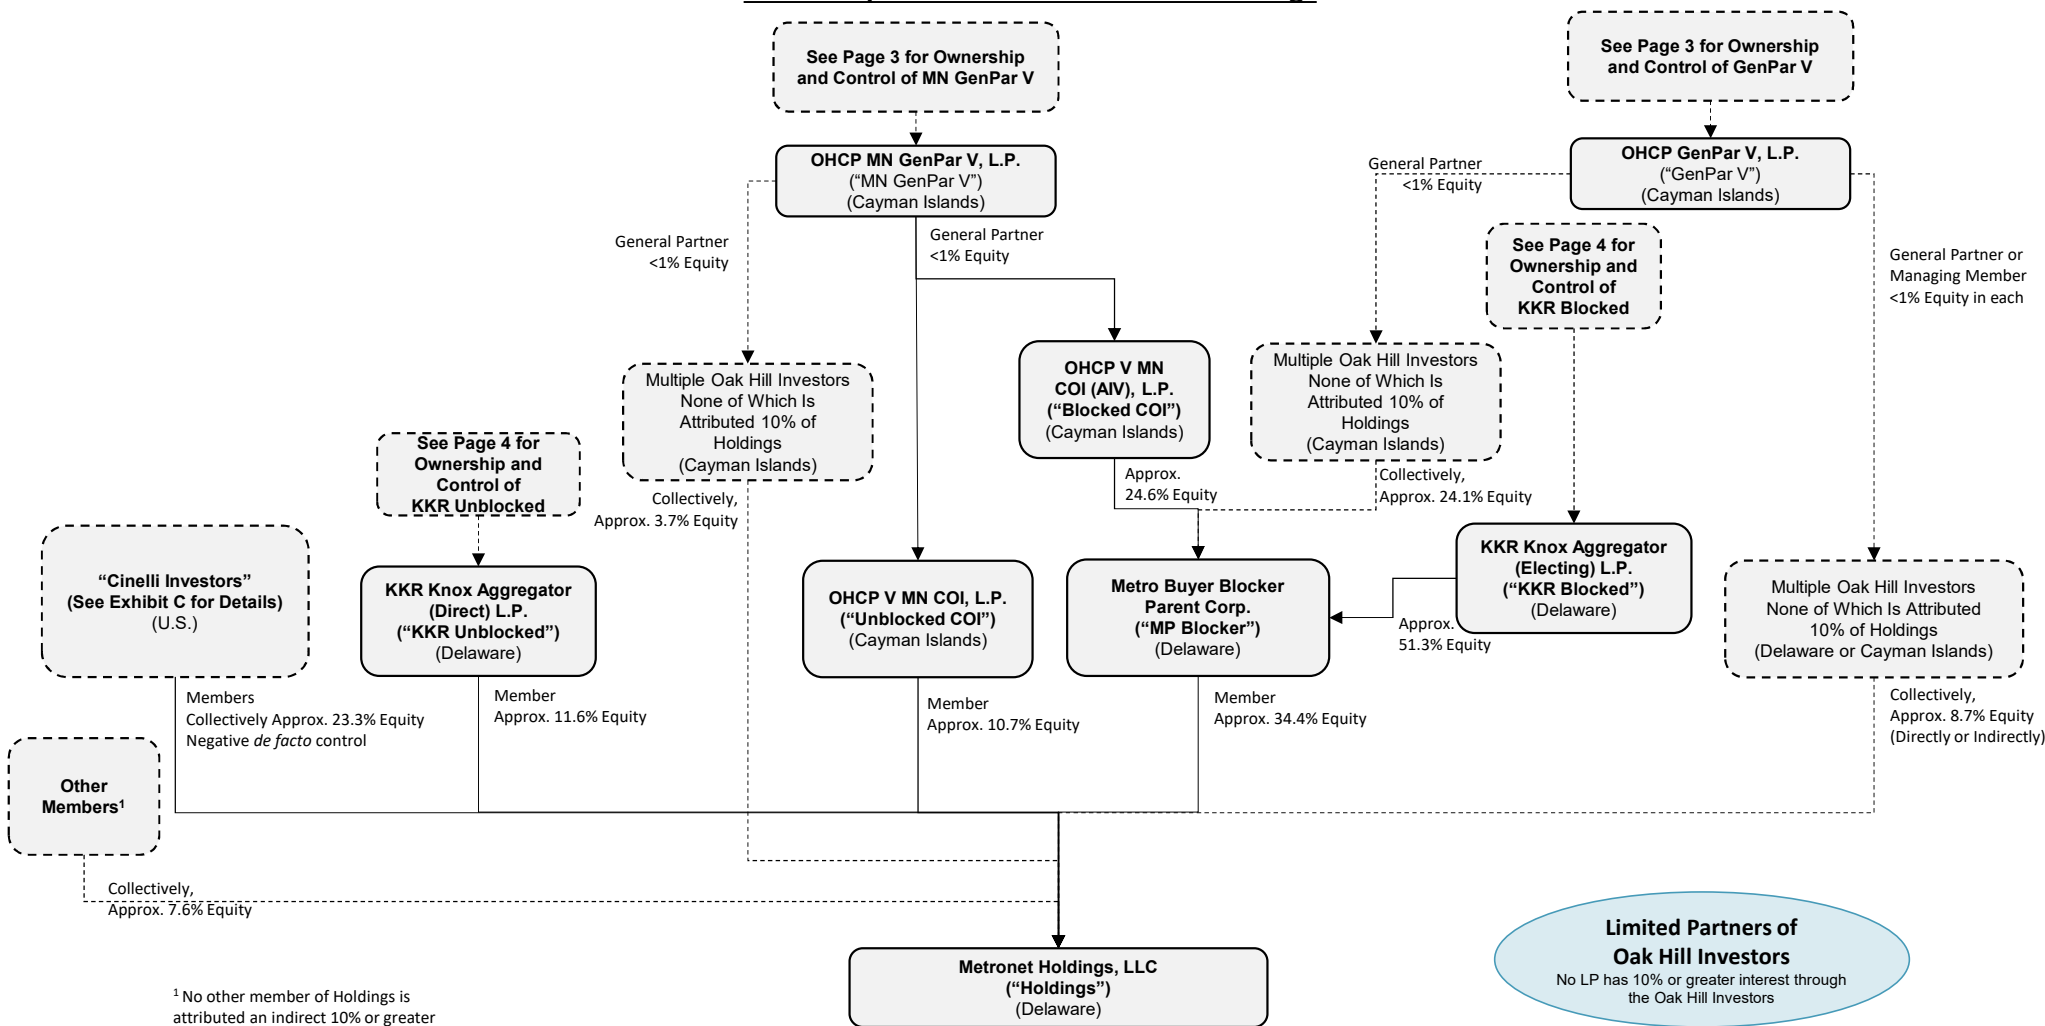 See Page 3 for Ownership
and Control of MN GenPar V
See Page 3 for Ownership
and Control of GenPar V
OHCP MN GenPar V, L.P.
(“MN GenPar V”)
(Cayman Islands)
General Partner
<1% Equity
OHCP GenPar V, L.P.
(“GenPar V”)
(Cayman Islands)
General Partner
<1% Equity
General Partner
<1% Equity
See Page 4 for
Ownership and
Control of
KKR Blocked
General Partner or
Managing Member
<1% Equity in each
Multiple Oak Hill Investors
None of Which Is
Attributed 10% of
Holdings
(Cayman Islands)
OHCP V MN
COI (AIV), L.P.
(“Blocked COI”)
(Cayman Islands)
Multiple Oak Hill Investors
None of Which Is
Attributed 10% of
Holdings
(Cayman Islands)
See Page 4 for
Ownership and
Control of
KKR Unblocked
Collectively,
Approx. 3.7% Equity
Approx.
24.6% Equity
Collectively,
Approx. 24.1% Equity
“Cinelli Investors”
(See Exhibit C for Details)
(U.S.)
KKR Knox Aggregator
(Direct) L.P.
(“KKR Unblocked”)
(Delaware)
OHCP V MN COI, L.P.
(“Unblocked COI”)
(Cayman Islands)
Metro Buyer Blocker
Parent Corp.
(“MP Blocker”)
(Delaware)
KKR Knox Aggregator
(Electing) L.P.
(“KKR Blocked”)
(Delaware)
Approx.
51.3% Equity
Multiple Oak Hill Investors
None of Which Is Attributed
10% of Holdings
(Delaware or Cayman Islands)
Members
Collectively Approx. 23.3% Equity
Negative de facto control
Member
Approx. 11.6% Equity
Member
Approx. 10.7% Equity
Member
Approx. 34.4% Equity
Collectively,
Approx. 8.7% Equity
(Directly or Indirectly)
Other
Members¹
Collectively,
Approx. 7.6% Equity
Metronet Holdings, LLC
(“Holdings”)
(Delaware)
Limited Partners of
Oak Hill Investors
No LP has 10% or greater interest through
the Oak Hill Investors
¹ No other member of Holdings is
attributed an indirect 10% or greater